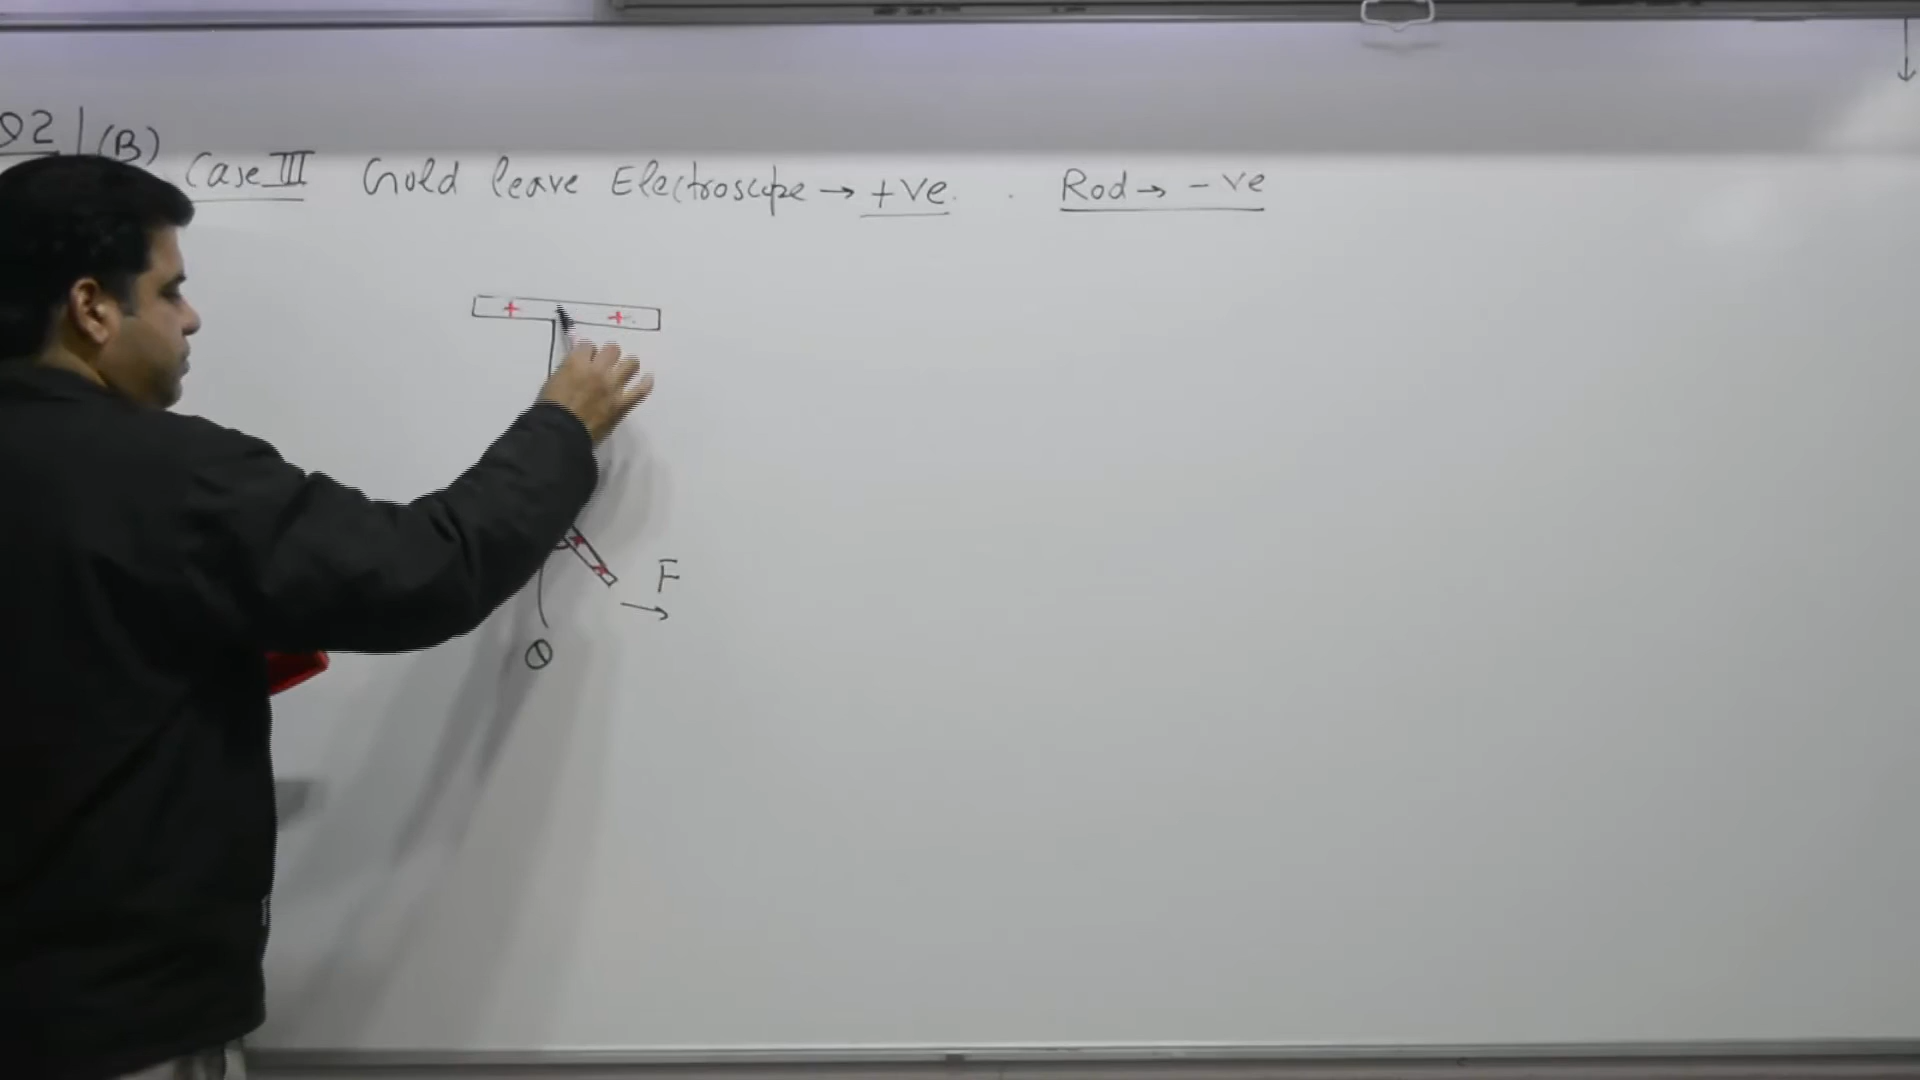 Q2 | (B)
Case III Gold leave Electroscope → +ve. Rod → -ve
+ +
F
θ